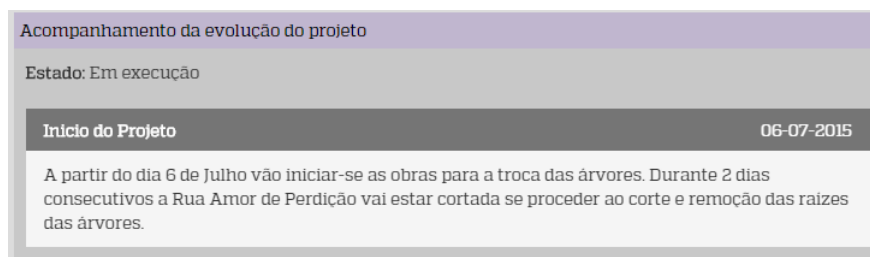 Acompanhamento da evolução do projeto
Estado: Em execução
Inicio do Projeto 06-07-2015
A partir do dia 6 de Julho vão iniciar-se as obras para a troca das árvores. Durante 2 dias
consecutivos a Rua Amor de Perdição vai estar cortada se proceder ao corte e remoção das raízes
das árvores.